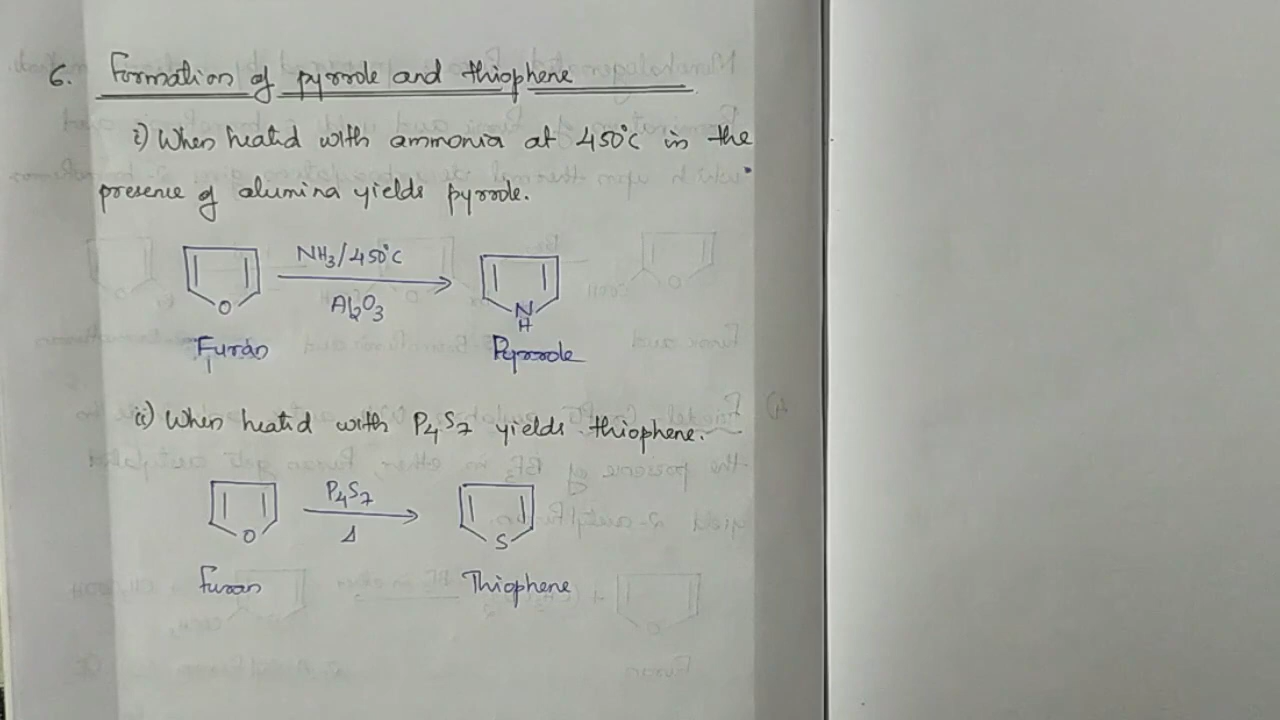 6. Formation of pyrrole and thiophene
i) When heated with ammonia at 450°C in the
presence of alumina yields pyrrole.
NH3/450°C
Al2O3
O
N
H
Furan
Pyrrole
ii) When heated with P4S7 yields thiophene.
P4S7
Δ
O
S
Furan
Thiophene